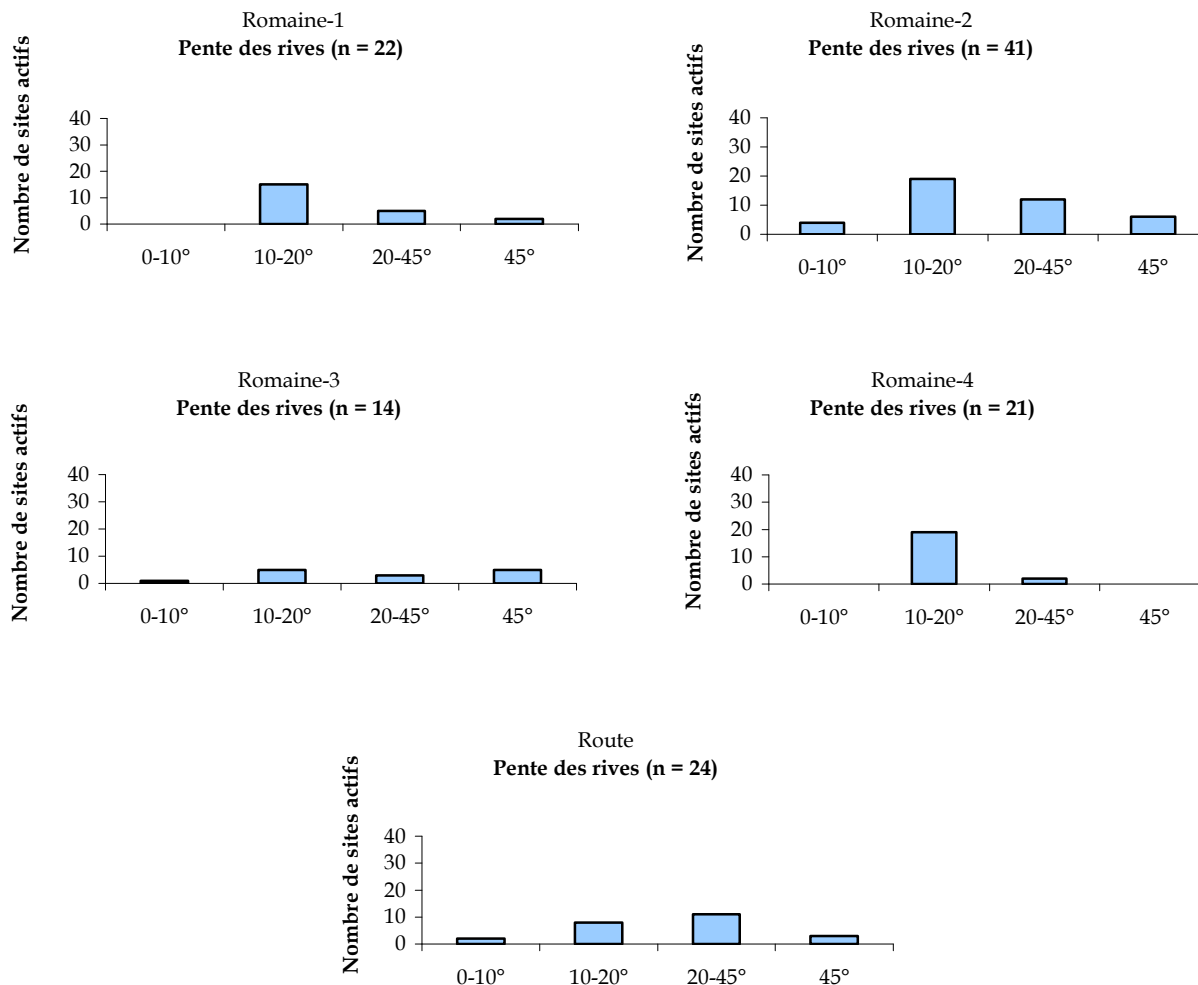 Romaine-1
Pente des rives (n = 22)
Nombre de sites actifs
40
30
20
10
0
0-10° 10-20° 20-45° 45°
Romaine-2
Pente des rives (n = 41)
Nombre de sites actifs
40
30
20
10
0
0-10° 10-20° 20-45° 45°
Romaine-3
Pente des rives (n = 14)
Nombre de sites actifs
40
30
20
10
0
0-10° 10-20° 20-45° 45°
Romaine-4
Pente des rives (n = 21)
Nombre de sites actifs
40
30
20
10
0
0-10° 10-20° 20-45° 45°
Route
Pente des rives (n = 24)
Nombre de sites actifs
40
30
20
10
0
0-10° 10-20° 20-45° 45°